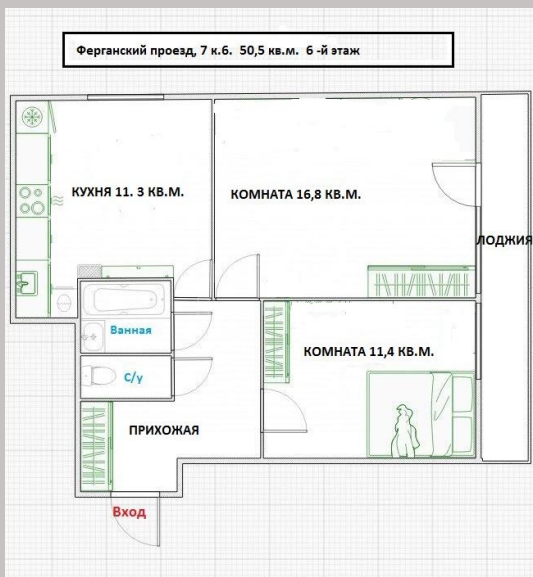 Ферганский проезд, 7 к.6. 50,5 кв.м. 6 -й этаж
КУХНЯ 11. 3 КВ.М.
КОМНАТА 16,8 КВ.М.
ЛОДЖИЯ
Ванная
КОМНАТА 11,4 КВ.М.
С/у
ПРИХОЖАЯ
Вход